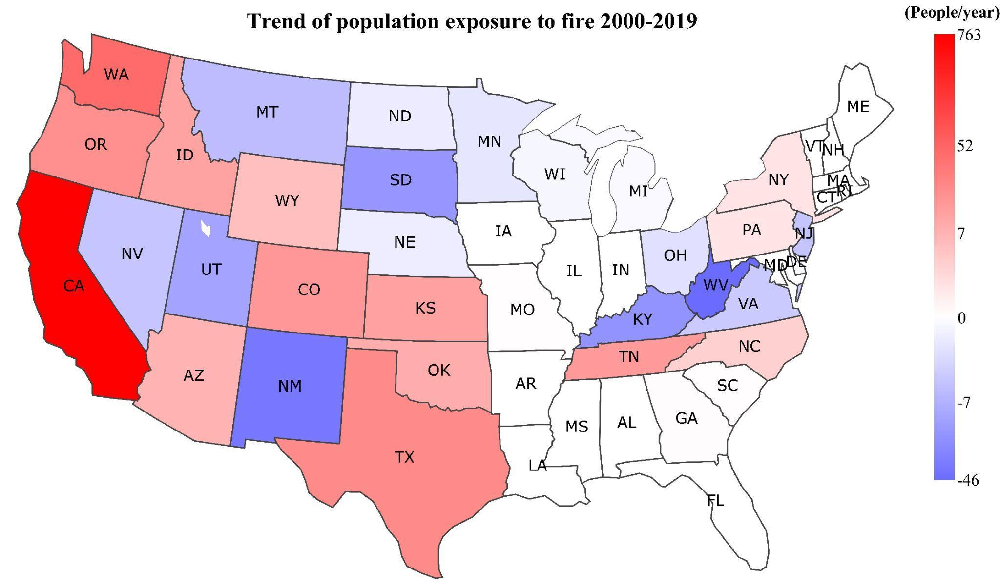 Trend of population exposure to fire 2000-2019
(People/year)
763
52
7
0
-7
-46
WA
OR
ID
MT
ND
MN
SD
WY
WI
MI
ME
VT
NH
NY
MA
RI
CT
CA
NV
UT
CO
NE
KS
IA
IL
IN
OH
PA
NJ
MD
DE
WV
VA
KY
MO
AZ
NM
OK
TX
AR
TN
NC
SC
MS
AL
GA
LA
FL